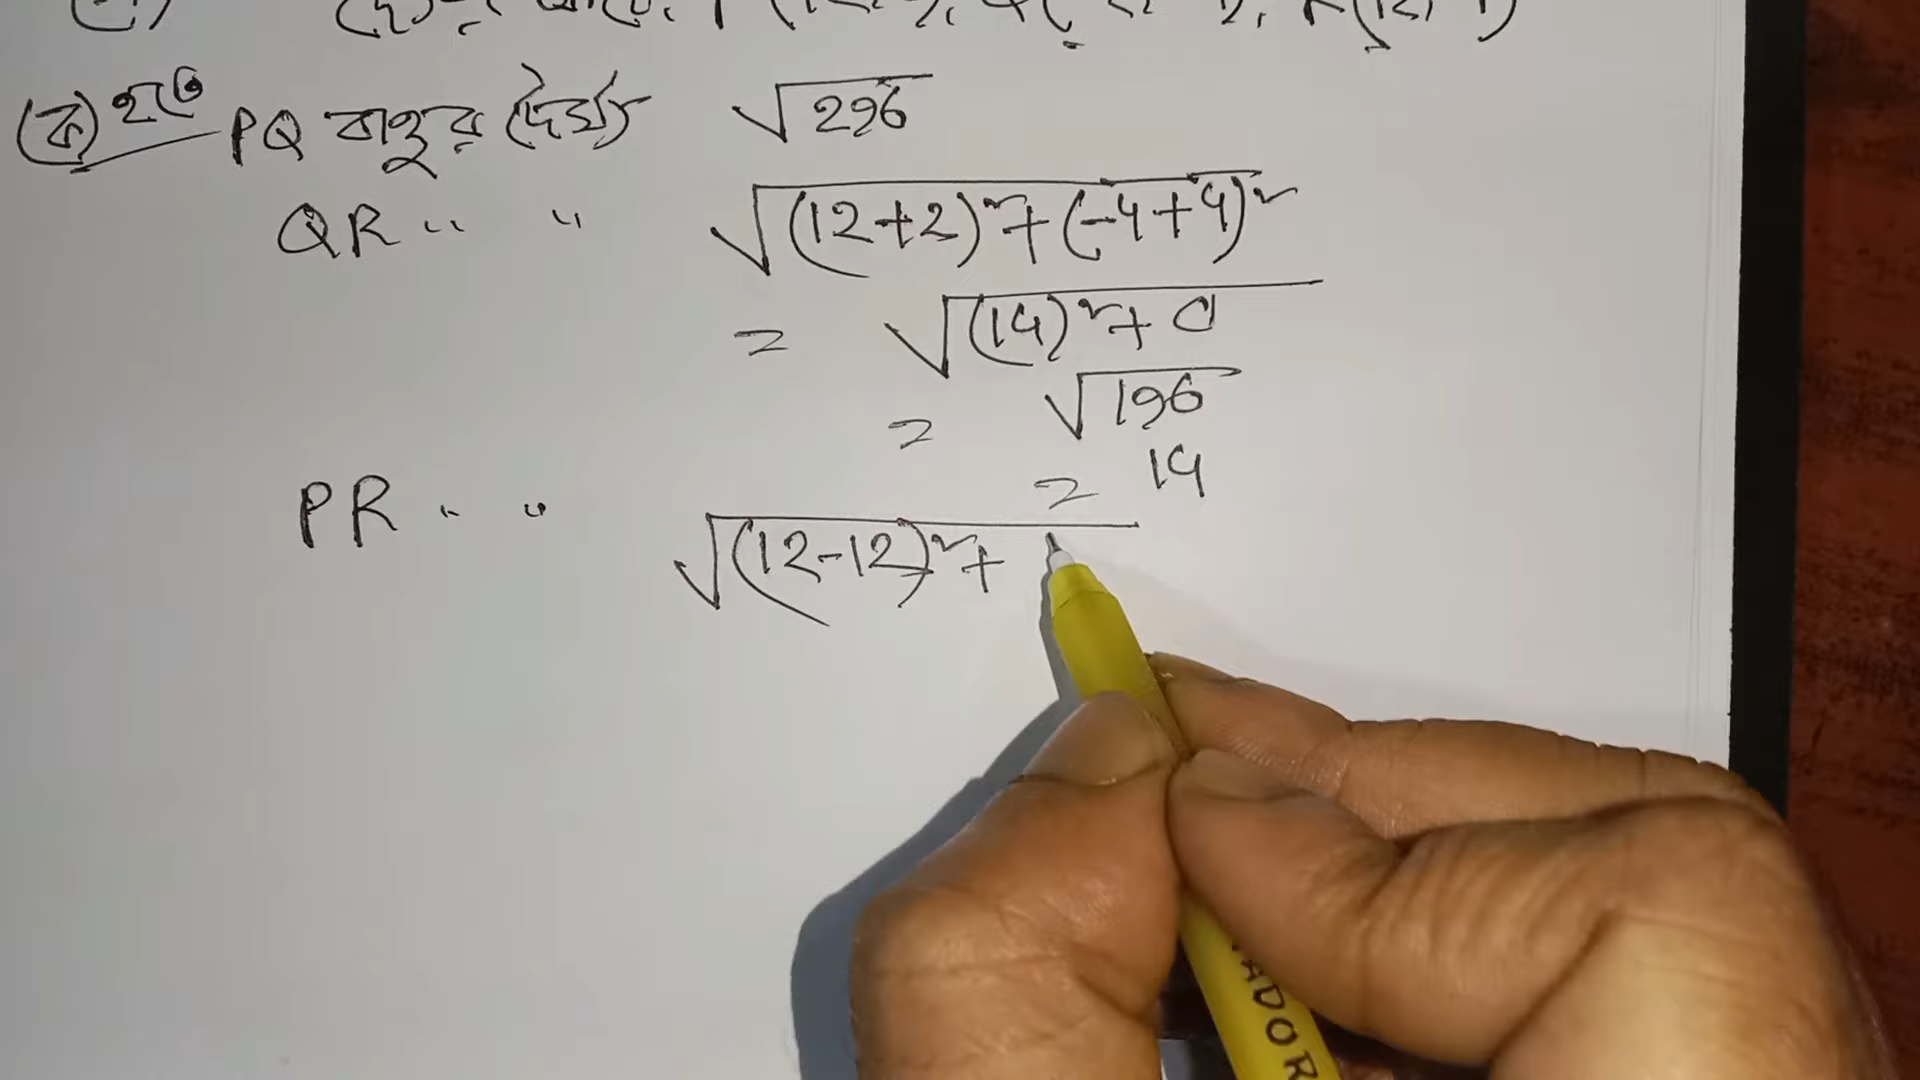 (ক) হতে PQ বাহুর দৈর্ঘ্য √296
QR " " √(12+2)²+(-4+4)²
= √(14)²+0
= √196
= 14
PR " " √(12-12)²+
ADOR